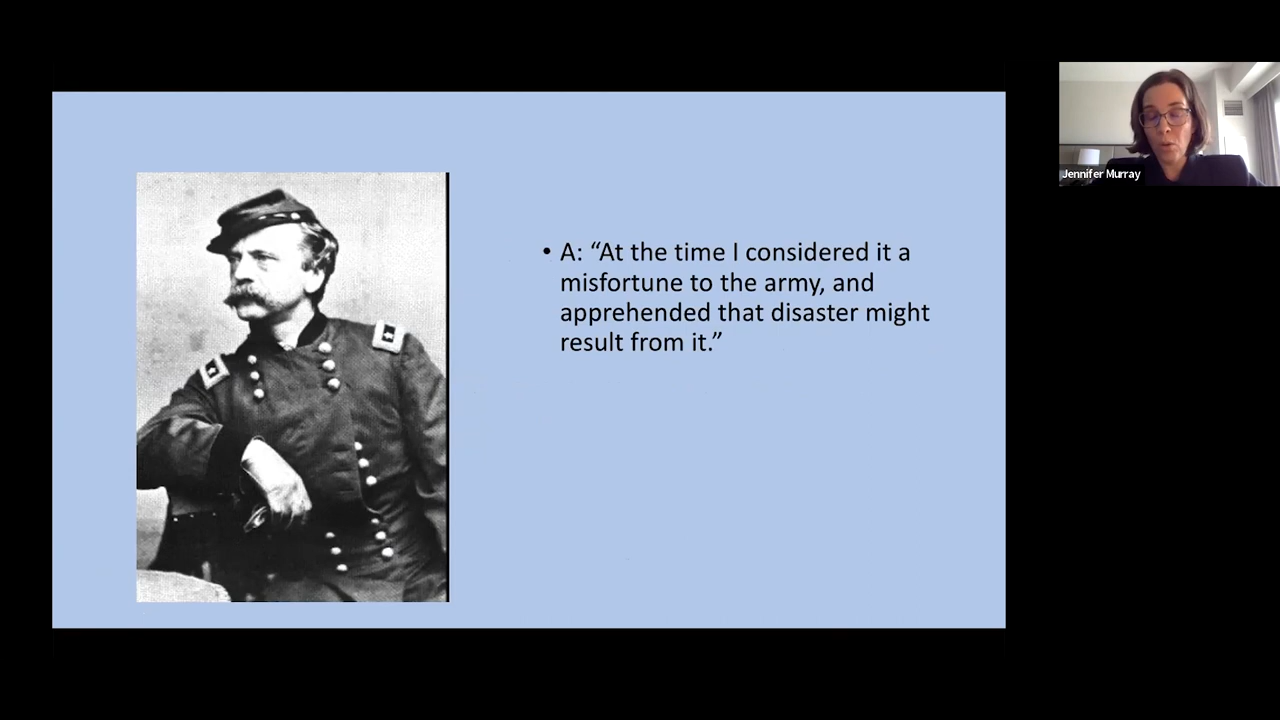 • A: “At the time I considered it a
misfortune to the army, and
apprehended that disaster might
result from it.”
Jennifer Murray